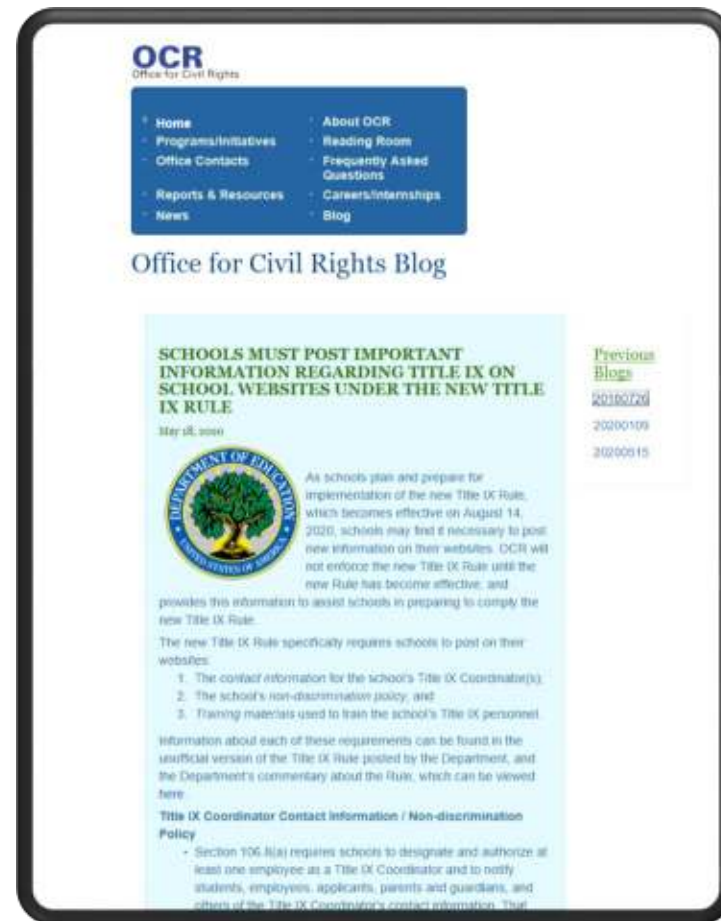 OCR
Office for Civil Rights
Home
About OCR
Programs/Initiatives
Reading Room
Office Contacts
Frequently Asked
Questions
Reports & Resources
Careers/Internships
News
Blog
Office for Civil Rights Blog
SCHOOLS MUST POST IMPORTANT
INFORMATION REGARDING TITLE IX ON
SCHOOL WEBSITES UNDER THE NEW TITLE
IX RULE
May 18, 2020
DEPARTMENT OF EDUCATION
UNITED STATES OF AMERICA
As schools plan and prepare for
implementation of the new Title IX Rule,
which becomes effective on August 14,
2020, schools may find it necessary to post
new information on their websites. OCR will
not enforce the new Title IX Rule until the
new Rule has become effective, and
provides this information to assist schools in preparing to comply the
new Title IX Rule.
The new Title IX Rule specifically requires schools to post on their
websites:
1. The contact information for the school's Title IX Coordinator(s);
2. The school's non-discrimination policy; and
3. Training materials used to train the school's Title IX personnel.
Information about each of these requirements can be found in the
unofficial version of the Title IX Rule posted by the Department, and
the Department's commentary about the Rule, which can be viewed
here.
Title IX Coordinator Contact Information / Non-discrimination
Policy
- Section 106.8(a) requires schools to designate and authorize at
least one employee as a Title IX Coordinator and to notify
students, employees, applicants, parents and guardians, and
others of the Title IX Coordinator's contact information. That
Previous
Blogs
20180726
20200109
20200515